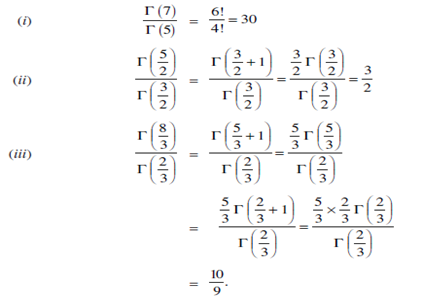 (i) Γ(7)/Γ(5) = 6!/4! = 30
(ii) Γ(5/2)/Γ(3/2) = Γ(3/2 + 1)/Γ(3/2) = 3/2 Γ(3/2)/Γ(3/2) = 3/2
(iii) Γ(8/3)/Γ(2/3) = Γ(5/3 + 1)/Γ(2/3) = 5/3 Γ(5/3)/Γ(2/3)
= 5/3 Γ(2/3 + 1)/Γ(2/3) = 5/3 × 2/3 Γ(2/3)/Γ(2/3)
= 10/9.